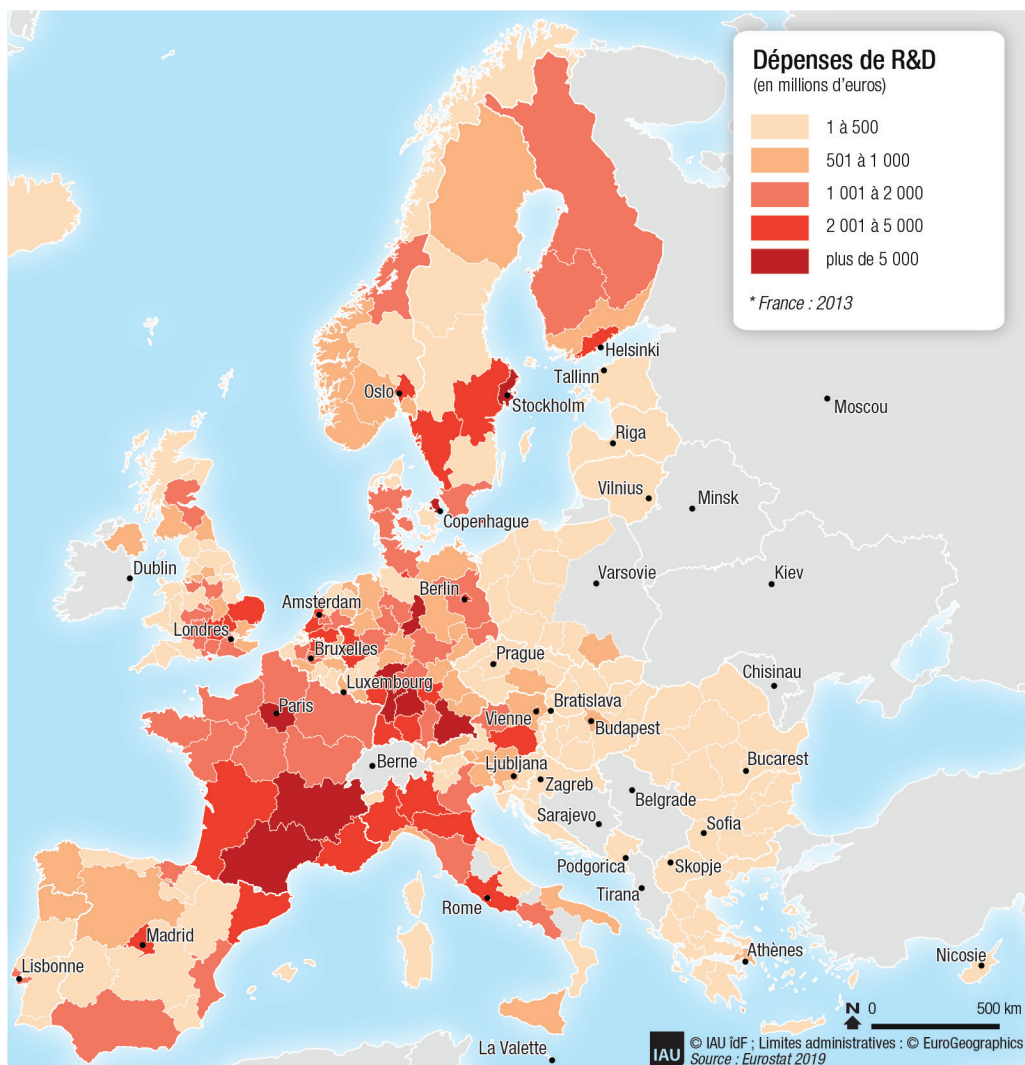 Dépenses de R&D
(en millions d'euros)
1 à 500
501 à 1 000
1 001 à 2 000
2 001 à 5 000
plus de 5 000
* France : 2013
Helsinki
Tallinn
Oslo
Stockholm
Moscou
Riga
Vilnius
Minsk
Copenhague
Dublin
Varsovie
Kiev
Berlin
Amsterdam
Londres
Bruxelles
Prague
Chisinau
Luxembourg
Paris
Vienne
Bratislava
Budapest
Berne
Ljubljana
Zagreb
Bucarest
Belgrade
Sarajevo
Sofia
Podgorica
Skopje
Tirana
Rome
Madrid
Lisbonne
Athènes
Nicosie
N 0 500 km
La Valette
IAU
© IAU îdF ; Limites administratives : © EuroGeographics
Source : Eurostat 2019